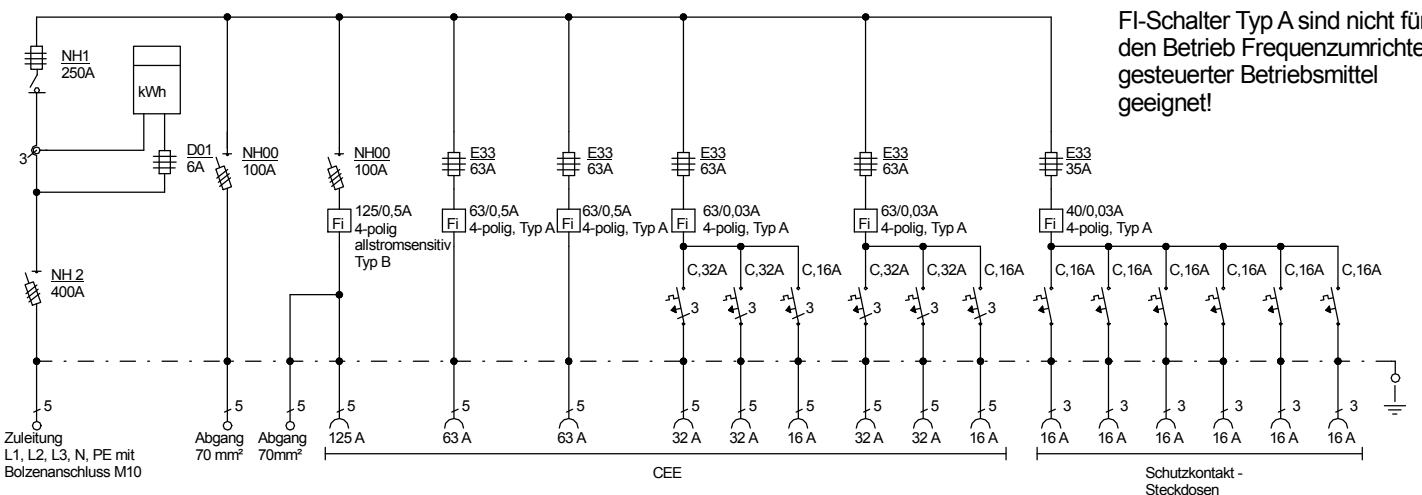 FI-Schalter Typ A sind nicht für
den Betrieb Frequenzumrichte
gesteuerter Betriebsmittel
geeignet!
NH1
250A
kWh
3
D01
6A
NH00
100A
NH00
100A
E33
63A
E33
63A
E33
63A
E33
63A
E33
35A
Fi
125/0,5A
4-polig
allstromsensitiv
Typ B
Fi
63/0,5A
4-polig, Typ A
Fi
63/0,5A
4-polig, Typ A
Fi
63/0,03A
4-polig, Typ A
Fi
63/0,03A
4-polig, Typ A
Fi
40/0,03A
4-polig, Typ A
NH 2
400A
C,32A C,32A C,16A C,32A C,32A C,16A C,16A C,16A C,16A C,16A C,16A C,16A
3 3 3 3 3 3
5 5 5 5 5 5 5 5 5 5 5 5 3 3 3 3 3 3
Zuleitung
L1, L2, L3, N, PE mit
Bolzenanschluss M10
Abgang
70 mm²
Abgang
70mm²
125 A 63 A 63 A 32 A 32 A 16 A 32 A 32 A 16 A 16 A 16 A 16 A 16 A 16 A 16 A
CEE
Schutzkontakt -
Steckdosen